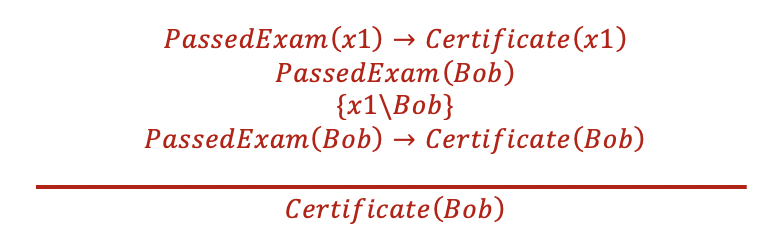 PassedExam(x1) → Certificate(x1)
PassedExam(Bob)
{x1\Bob}
PassedExam(Bob) → Certificate(Bob)
Certificate(Bob)